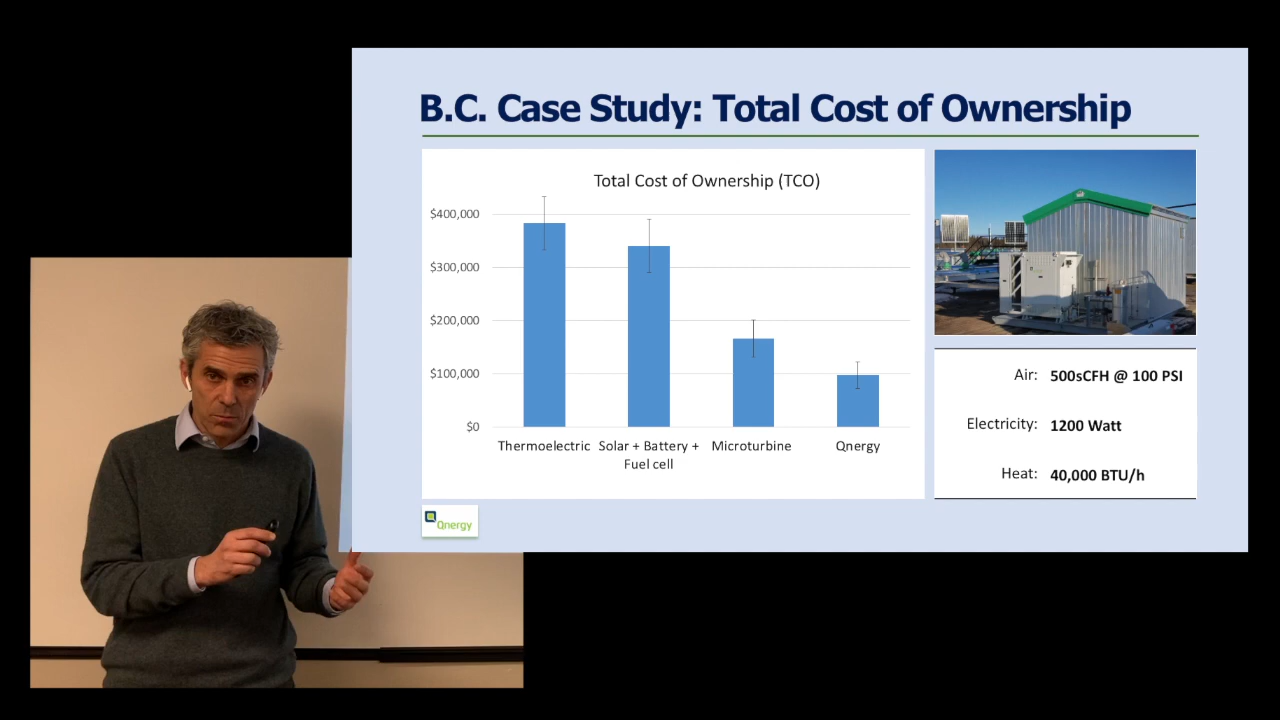 B.C. Case Study: Total Cost of Ownership
Total Cost of Ownership (TCO)
$400,000
$300,000
$200,000
$100,000
$0
Thermoelectric
Solar + Battery +
Fuel cell
Microturbine
Qnergy
Air: 500sCFH @ 100 PSI
Electricity: 1200 Watt
Heat: 40,000 BTU/h
Qnergy